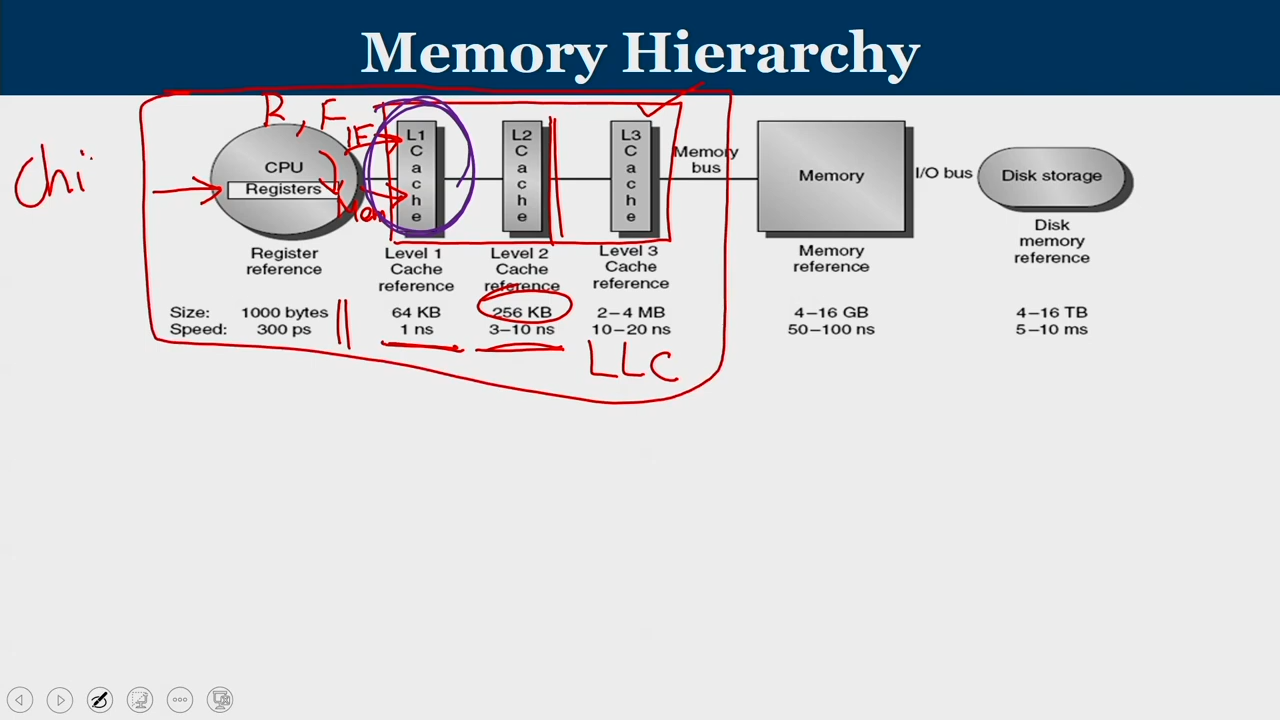 Memory Hierarchy
R, F
IF
Chi
CPU
Registers
Mem
L1
Cache
L2
Cache
L3
Cache
Memory
bus
Memory
I/O bus
Disk storage
Register
reference
Level 1
Cache
reference
Level 2
Cache
reference
Level 3
Cache
reference
Memory
reference
Disk
memory
reference
Size: 1000 bytes 64 KB 256 KB 2–4 MB 4–16 GB 4–16 TB
Speed: 300 ps 1 ns 3–10 ns 10–20 ns 50–100 ns 5–10 ms
LLC